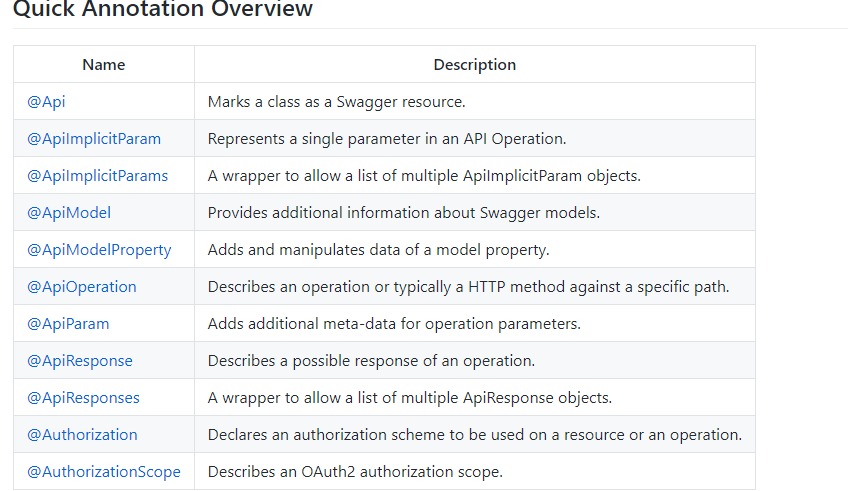 Quick Annotation Overview
Name Description
@Api Marks a class as a Swagger resource.
@ApiImplicitParam Represents a single parameter in an API Operation.
@ApiImplicitParams A wrapper to allow a list of multiple ApiImplicitParam objects.
@ApiModel Provides additional information about Swagger models.
@ApiModelProperty Adds and manipulates data of a model property.
@ApiOperation Describes an operation or typically a HTTP method against a specific path.
@ApiParam Adds additional meta-data for operation parameters.
@ApiResponse Describes a possible response of an operation.
@ApiResponses A wrapper to allow a list of multiple ApiResponse objects.
@Authorization Declares an authorization scheme to be used on a resource or an operation.
@AuthorizationScope Describes an OAuth2 authorization scope.